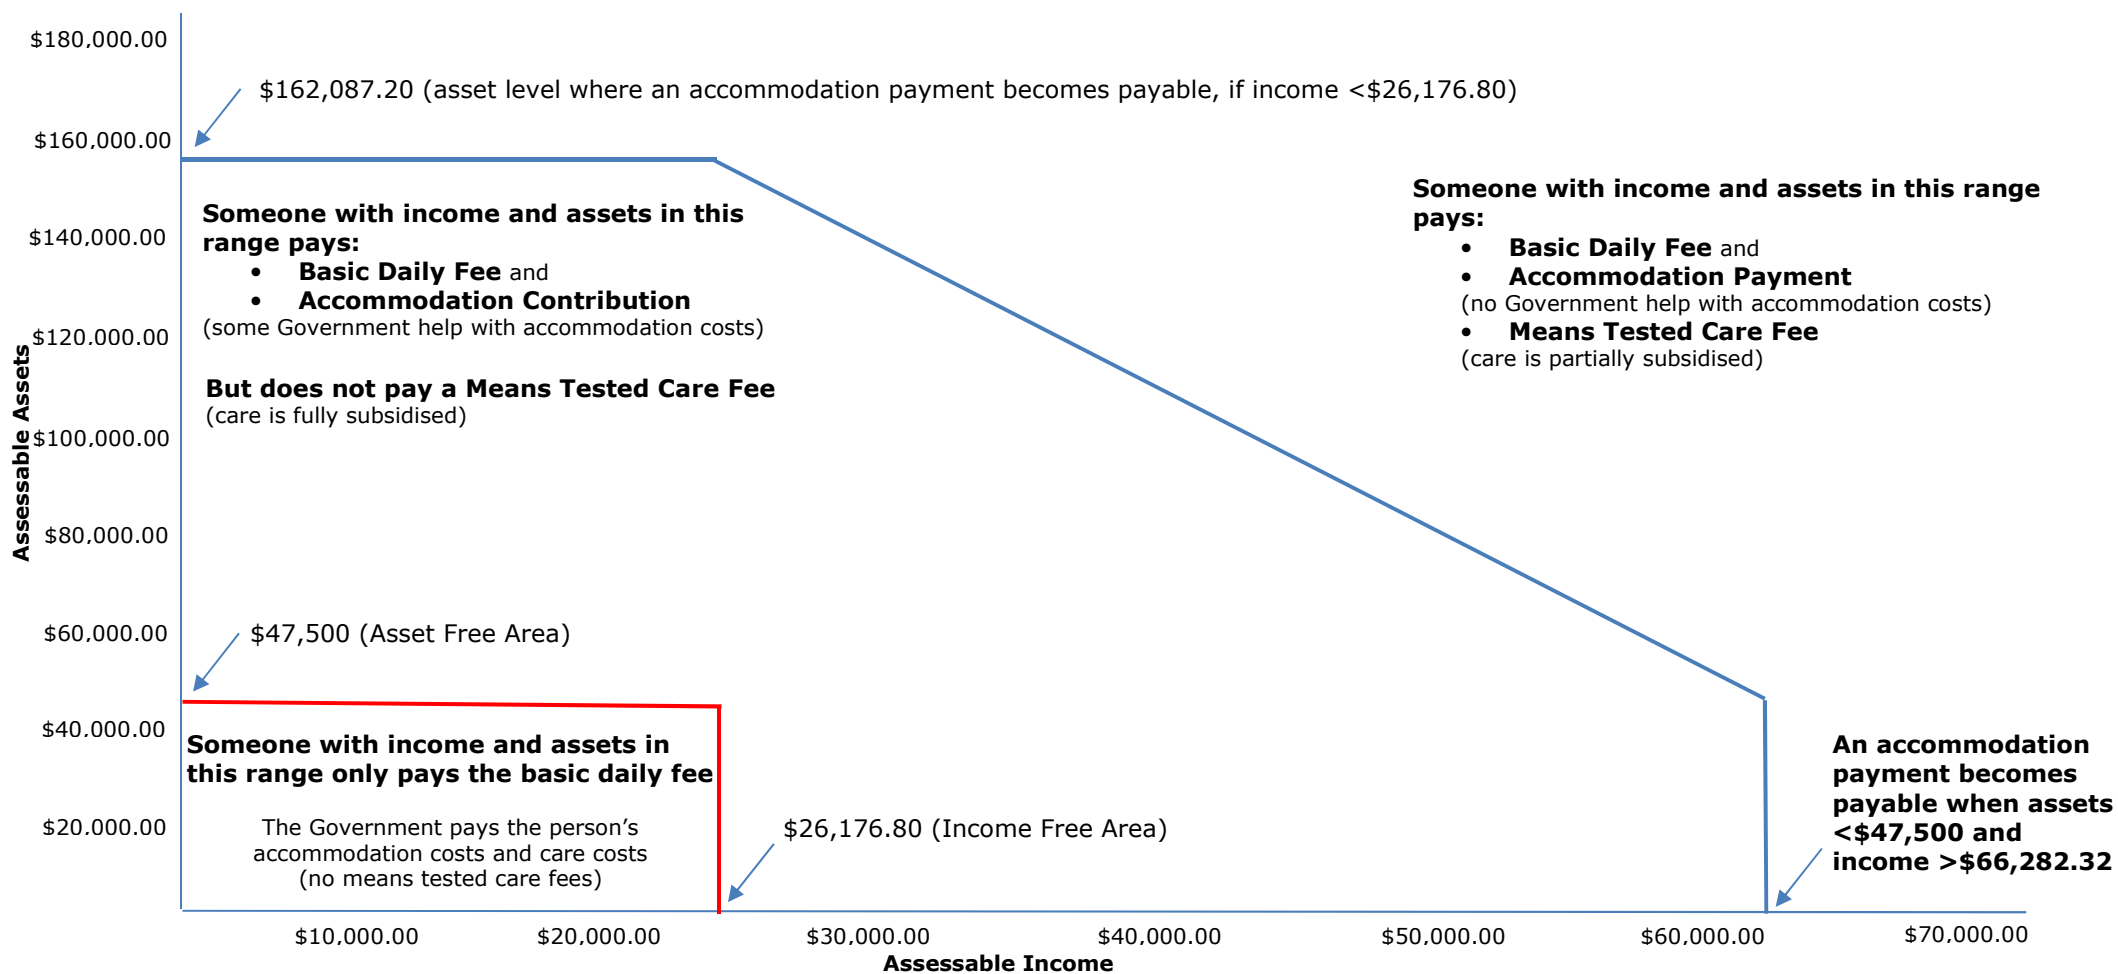 $180,000.00
$162,087.20 (asset level where an accommodation payment becomes payable, if income <$26,176.80)
$160,000.00
Someone with income and assets in this
range pays:
• Basic Daily Fee and
• Accommodation Contribution
(some Government help with accommodation costs)
But does not pay a Means Tested Care Fee
(care is fully subsidised)
Someone with income and assets in this range
pays:
• Basic Daily Fee and
• Accommodation Payment
(no Government help with accommodation costs)
• Means Tested Care Fee
(care is partially subsidised)
$140,000.00
$120,000.00
Assessable Assets
$100,000.00
$80,000.00
$60,000.00
$47,500 (Asset Free Area)
$40,000.00
Someone with income and assets in
this range only pays the basic daily fee
The Government pays the person's
accommodation costs and care costs
(no means tested care fees)
$20,000.00
$26,176.80 (Income Free Area)
An accommodation
payment becomes
payable when assets
<$47,500 and
income >$66,282.32
$10,000.00
$20,000.00
$30,000.00
$40,000.00
$50,000.00
$60,000.00
$70,000.00
Assessable Income